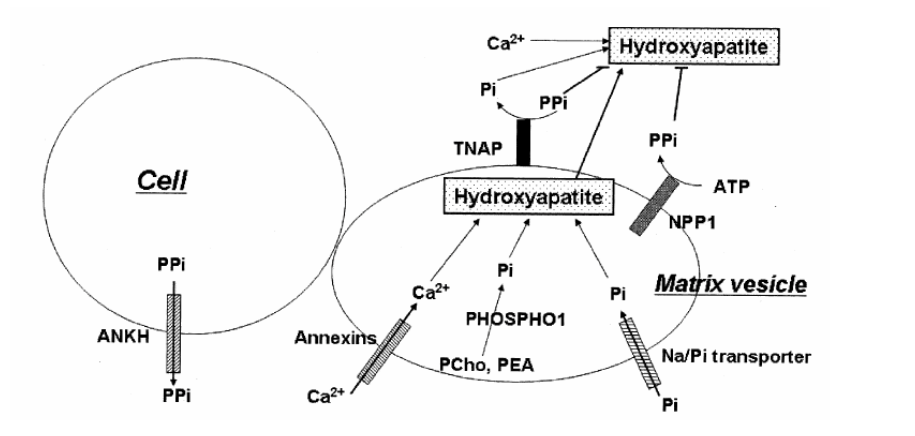 Ca²⁺
Hydroxyapatite
Pi
PPi
TNAP
PPi
ATP
NPP1
Cell
Hydroxyapatite
PPi
ANKH
PPi
Ca²⁺
Pi
Pi
Matrix vesicle
Annexins
PHOSPHO1
PCho, PEA
Na/Pi transporter
Ca²⁺
Pi